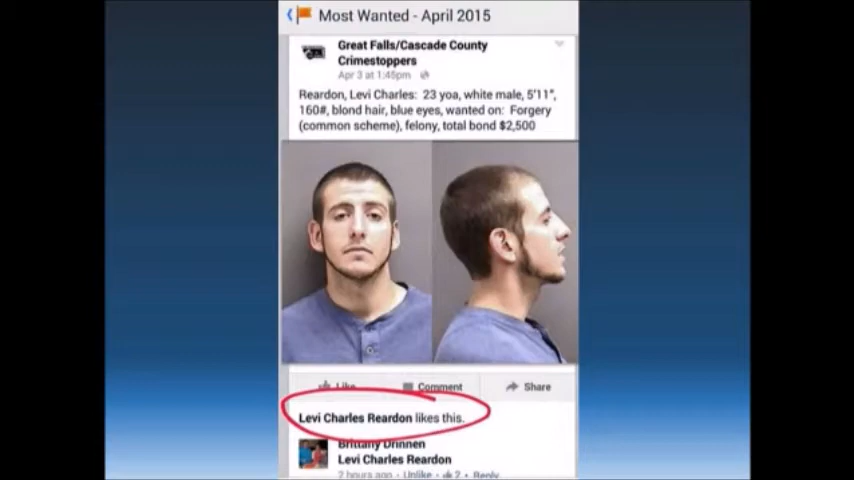 Most Wanted - April 2015
Great Falls/Cascade County
Crimestoppers
Apr 3 at 1:45pm
Reardon, Levi Charles: 23 yoa, white male, 5'11",
160#, blond hair, blue eyes, wanted on: Forgery
(common scheme), felony, total bond $2,500
Like Comment Share
Levi Charles Reardon likes this.
Brittany Drinnen
Levi Charles Reardon
2 hours ago · Unlike · 2 · Reply